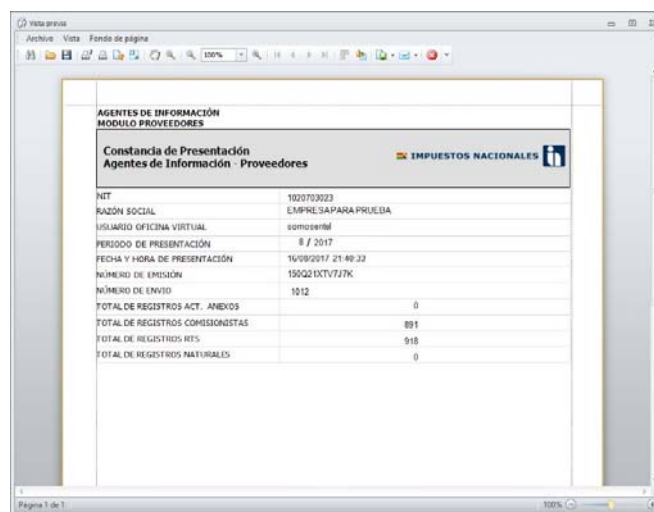 Vista previa
Archivo Vista Fondo de página
100%
AGENTES DE INFORMACIÓN
MODULO PROVEEDORES
Constancia de Presentación
Agentes de Información - Proveedores
IMPUESTOS NACIONALES
NIT 1020703023
RAZÓN SOCIAL EMPRESA PARA PRUEBA
USUARIO OFICINA VIRTUAL somosentel
PERIODO DE PRESENTACIÓN 8 / 2017
FECHA Y HORA DE PRESENTACIÓN 16/08/2017 21:40:33
NÚMERO DE EMISIÓN 150Q21XTV7J7K
NÚMERO DE ENVIO 1012
TOTAL DE REGISTROS ACT. ANEXOS 0
TOTAL DE REGISTROS COMISIONISTAS 891
TOTAL DE REGISTROS RTS 918
TOTAL DE REGISTROS NATURALES 0
Página 1 de 1 100%